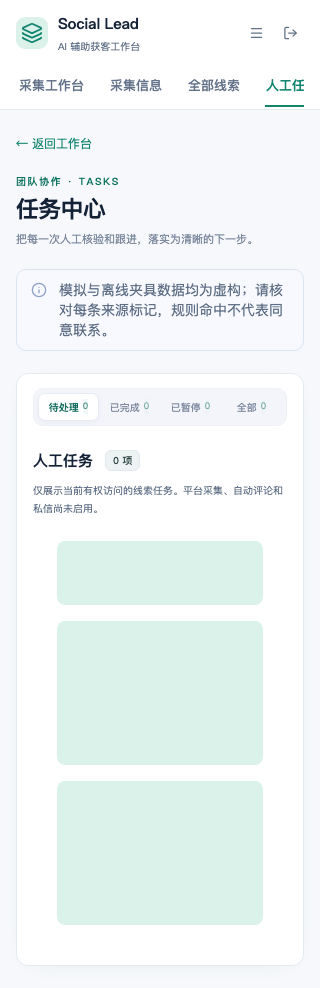 Social Lead
AI 辅助获客工作台
采集工作台 采集信息 全部线索 人工任
← 返回工作台
团队协作 · TASKS
任务中心
把每一次人工核验和跟进，落实为清晰的下一步。
模拟与离线夹具数据均为虚构；请核
对每条来源标记，规则命中不代表同
意联系。
待处理 0 已完成 0 已暂停 0 全部 0
人工任务 0 项
仅展示当前有权访问的线索任务。平台采集、自动评论和
私信尚未启用。